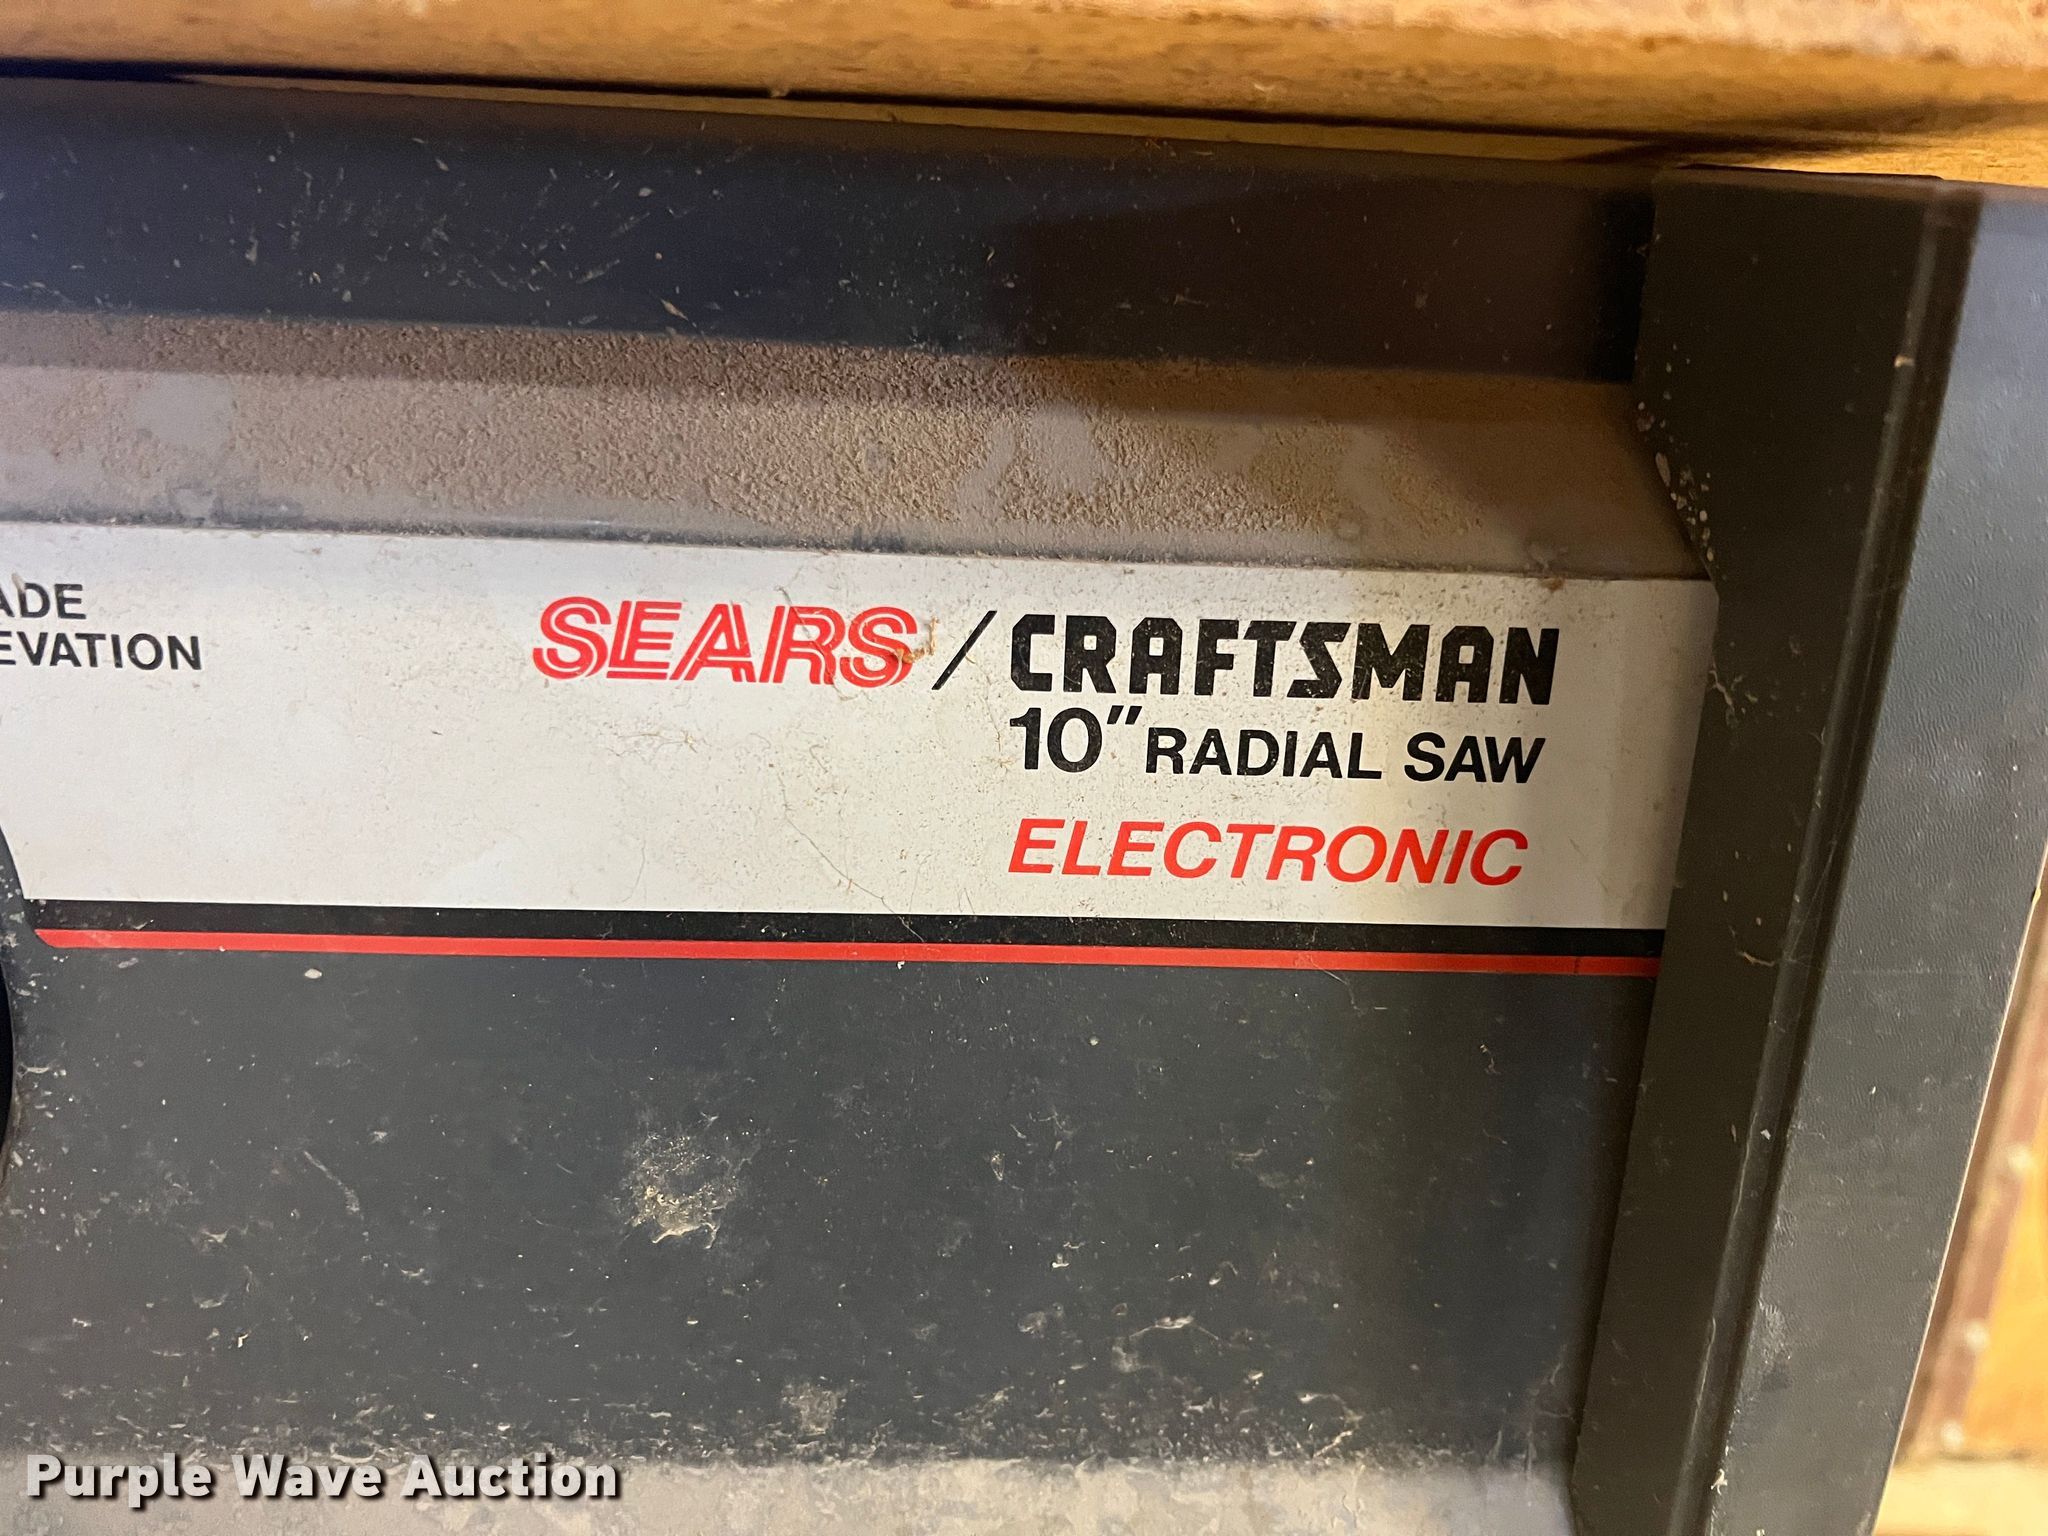 ADE
EVATION
SEARS/CRAFTSMAN
10" RADIAL SAW
ELECTRONIC
Purple Wave Auction